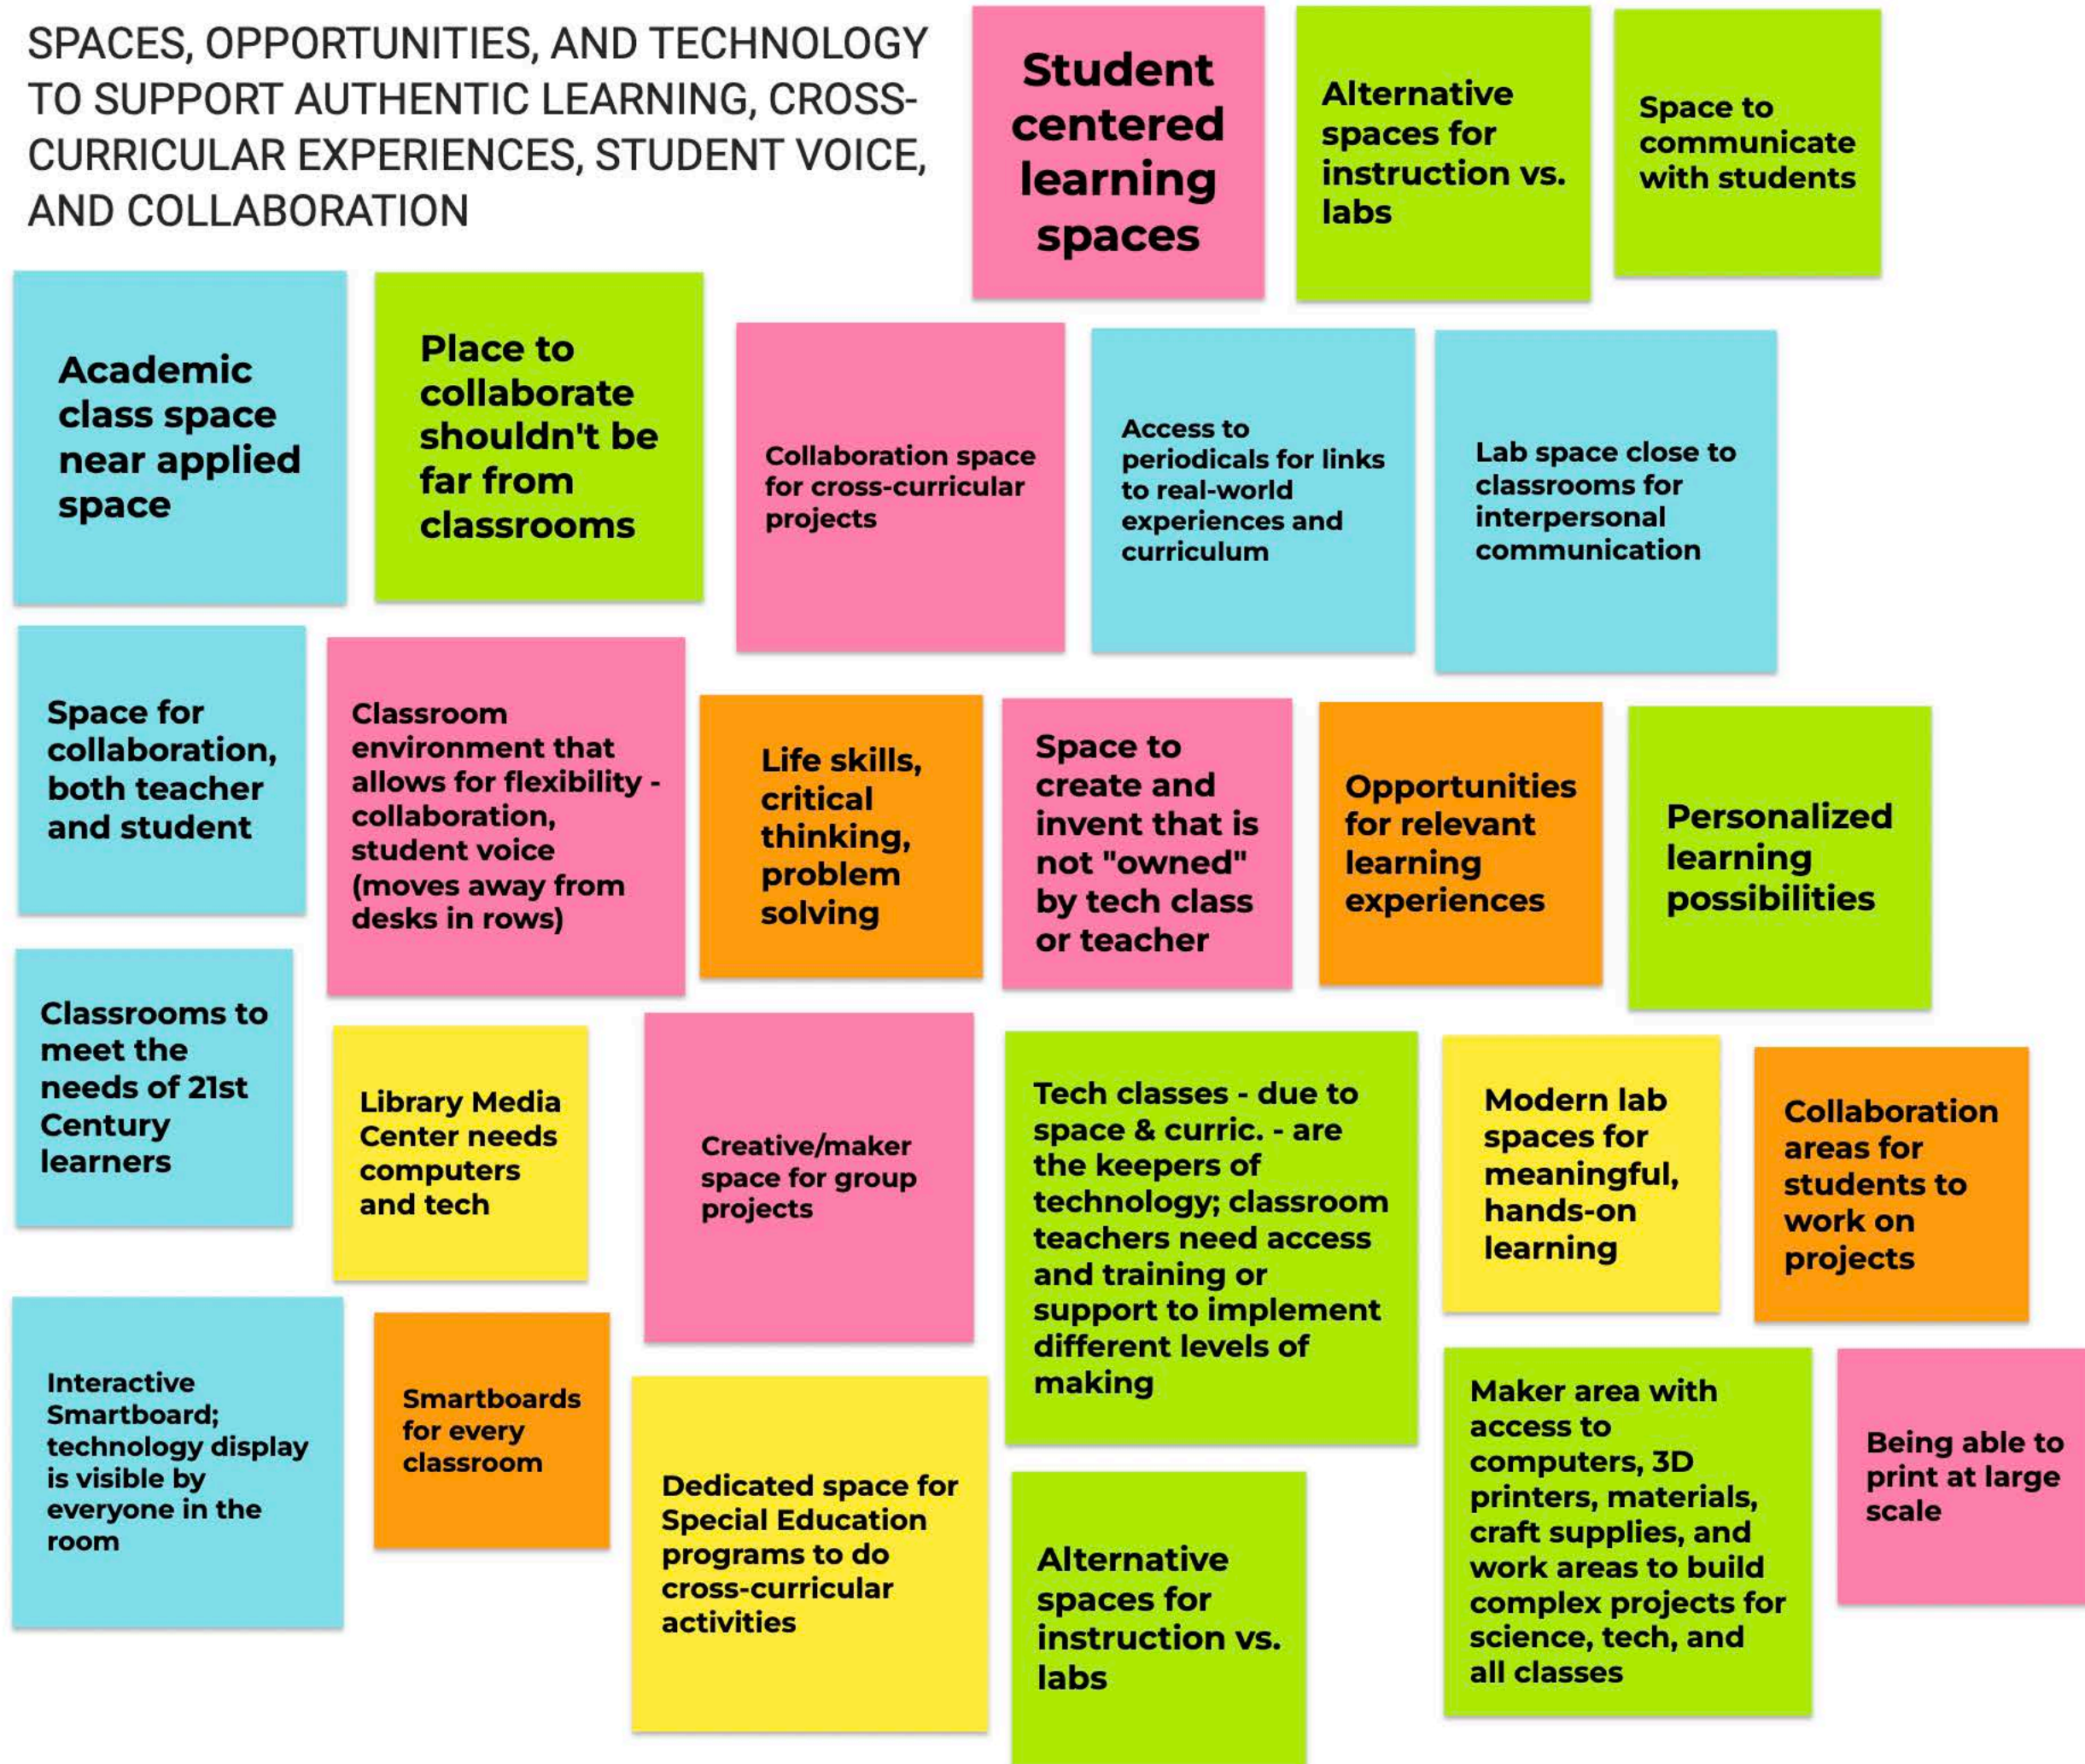 SPACES, OPPORTUNITIES, AND TECHNOLOGY
TO SUPPORT AUTHENTIC LEARNING, CROSS-
CURRICULAR EXPERIENCES, STUDENT VOICE,
AND COLLABORATION
Student
centered
learning
spaces
Alternative
spaces for
instruction vs.
labs
Space to
communicate
with students
Academic
class space
near applied
space
Place to
collaborate
shouldn't be
far from
classrooms
Collaboration space
for cross-curricular
projects
Access to
periodicals for links
to real-world
experiences and
curriculum
Lab space close to
classrooms for
interpersonal
communication
Space for
collaboration,
both teacher
and student
Classroom
environment that
allows for flexibility -
collaboration,
student voice
(moves away from
desks in rows)
Life skills,
critical
thinking,
problem
solving
Space to
create and
invent that is
not "owned"
by tech class
or teacher
Opportunities
for relevant
learning
experiences
Personalized
learning
possibilities
Classrooms to
meet the
needs of 21st
Century
learners
Library Media
Center needs
computers
and tech
Creative/maker
space for group
projects
Tech classes - due to
space & curric. - are
the keepers of
technology; classroom
teachers need access
and training or
support to implement
different levels of
making
Modern lab
spaces for
meaningful,
hands-on
learning
Collaboration
areas for
students to
work on
projects
Interactive
Smartboard;
technology display
is visible by
everyone in the
room
Smartboards
for every
classroom
Dedicated space for
Special Education
programs to do
cross-curricular
activities
Alternative
spaces for
instruction vs.
labs
Maker area with
access to
computers, 3D
printers, materials,
craft supplies, and
work areas to build
complex projects for
science, tech, and
all classes
Being able to
print at large
scale